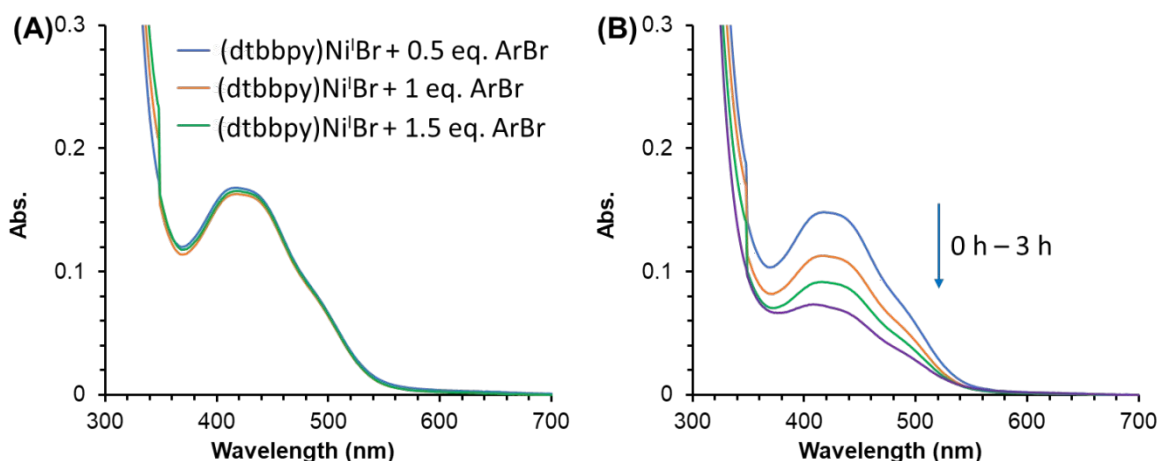 (A)
0.3
0.2
0.1
0
Abs.
(dtbbpy)NiᴵBr + 0.5 eq. ArBr
(dtbbpy)NiᴵBr + 1 eq. ArBr
(dtbbpy)NiᴵBr + 1.5 eq. ArBr
300 400 500 600 700
Wavelength (nm)
(B)
0.3
0.2
0.1
0
Abs.
0 h – 3 h
300 400 500 600 700
Wavelength (nm)